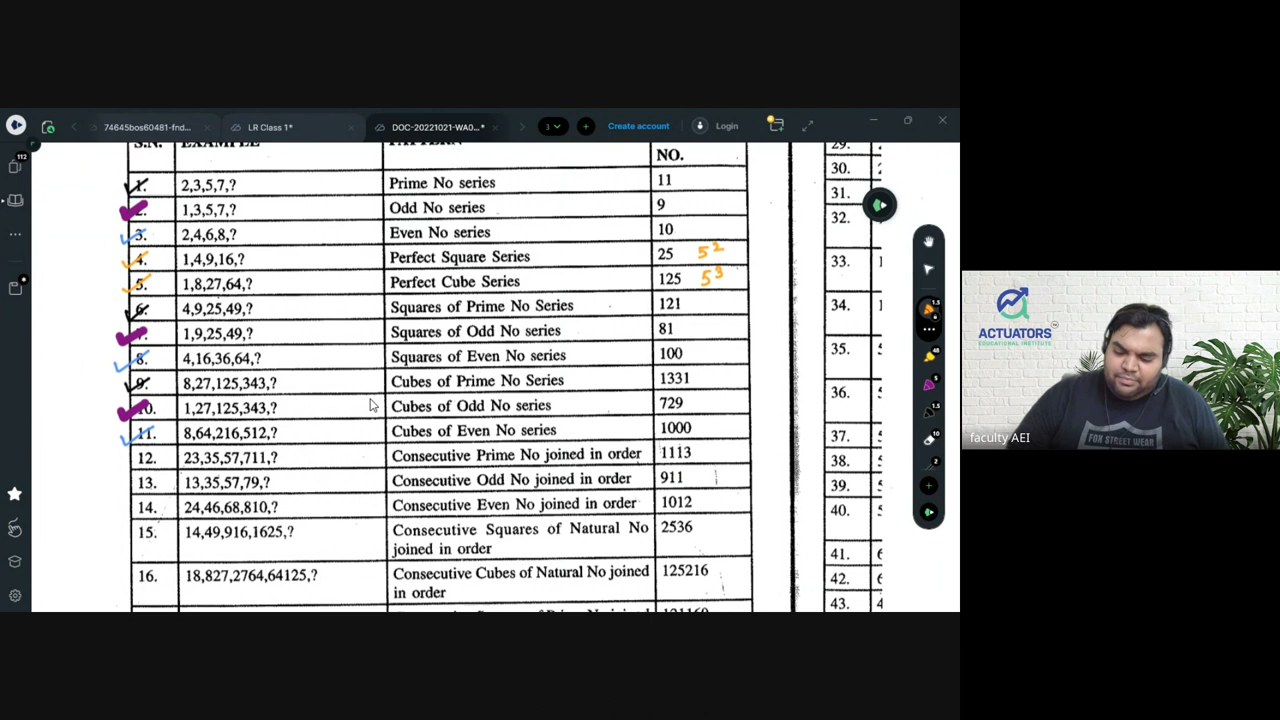 74645bos60481-fnd...
LR Class 1*
DOC-20221021-WA0...*
3
Create account
Login
112
S.N. EXAMPLE PATTERN NO.
1. 2,3,5,7,? Prime No series 11
2. 1,3,5,7,? Odd No series 9
3. 2,4,6,8,? Even No series 10
4. 1,4,9,16,? Perfect Square Series 25 5²
5. 1,8,27,64,? Perfect Cube Series 125 5³
6. 4,9,25,49,? Squares of Prime No Series 121
7. 1,9,25,49,? Squares of Odd No series 81
8. 4,16,36,64,? Squares of Even No series 100
9. 8,27,125,343,? Cubes of Prime No Series 1331
10. 1,27,125,343,? Cubes of Odd No series 729
11. 8,64,216,512,? Cubes of Even No series 1000
12. 23,35,57,711,? Consecutive Prime No joined in order 1113
13. 13,35,57,79,? Consecutive Odd No joined in order 911
14. 24,46,68,810,? Consecutive Even No joined in order 1012
15. 14,49,916,1625,? Consecutive Squares of Natural No 2536
joined in order
16. 18,827,2764,64125,? Consecutive Cubes of Natural No joined 125216
in order
29.
30.
31.
32.
33.
34.
35.
36.
37.
38.
39.
40.
41.
42.
43.
ACTUATORS
EDUCATIONAL INSTITUTE
FOX STREET WEAR
faculty AEI